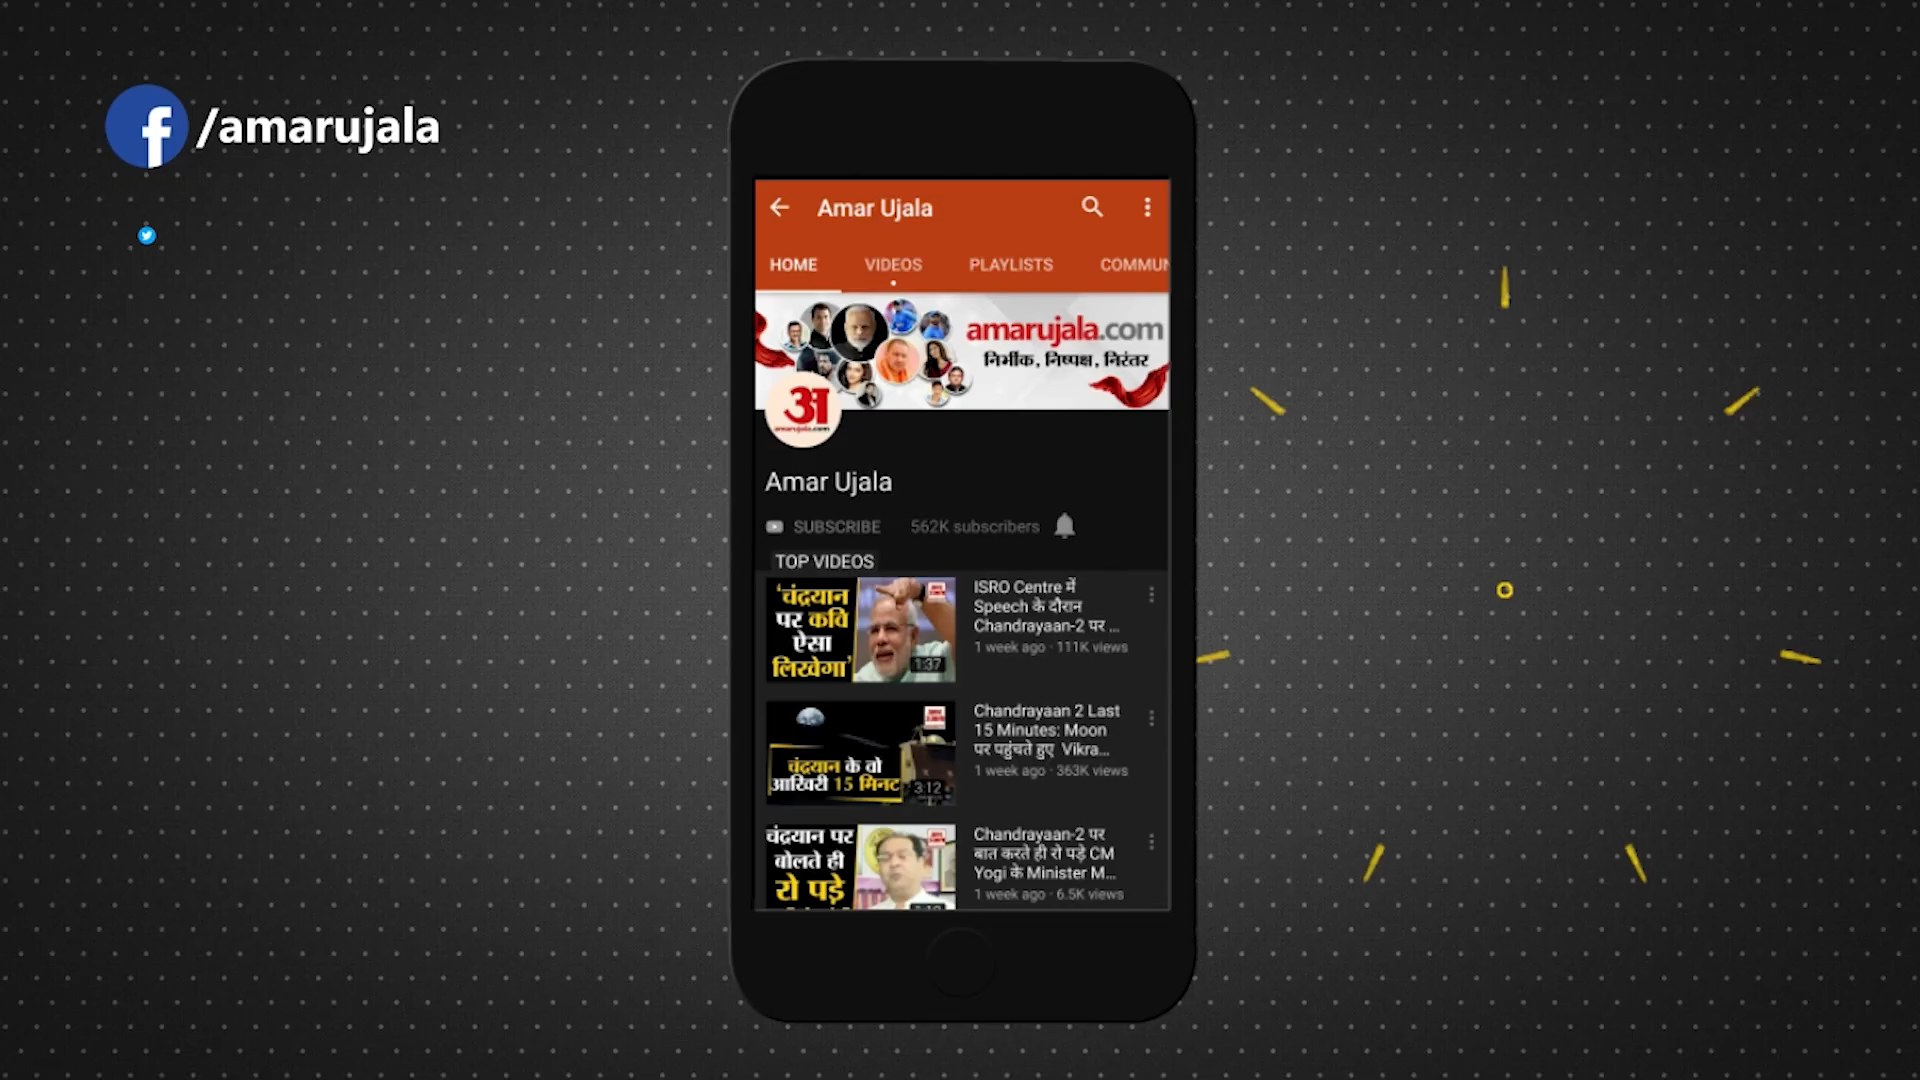 /amarujala
Amar Ujala
HOME VIDEOS PLAYLISTS COMMUN
amarujala.com
निर्भीक, निष्पक्ष, निरंतर
अ
amarujala.com
Amar Ujala
SUBSCRIBE 562K subscribers
TOP VIDEOS
'चंद्रयान
पर कवि
ऐसा
लिखेगा'
1:37
ISRO Centre में
Speech के दौरान
Chandrayaan-2 पर ...
1 week ago · 111K views
चंद्रयान के वो
आखिरी 15 मिनट
3:12
Chandrayaan 2 Last
15 Minutes: Moon
पर पहुंचते हुए Vikra...
1 week ago · 363K views
चंद्रयान पर
बोलते ही
रो पड़े
Chandrayaan-2 पर
बात करते ही रो पड़े CM
Yogi के Minister M...
1 week ago · 6.5K views